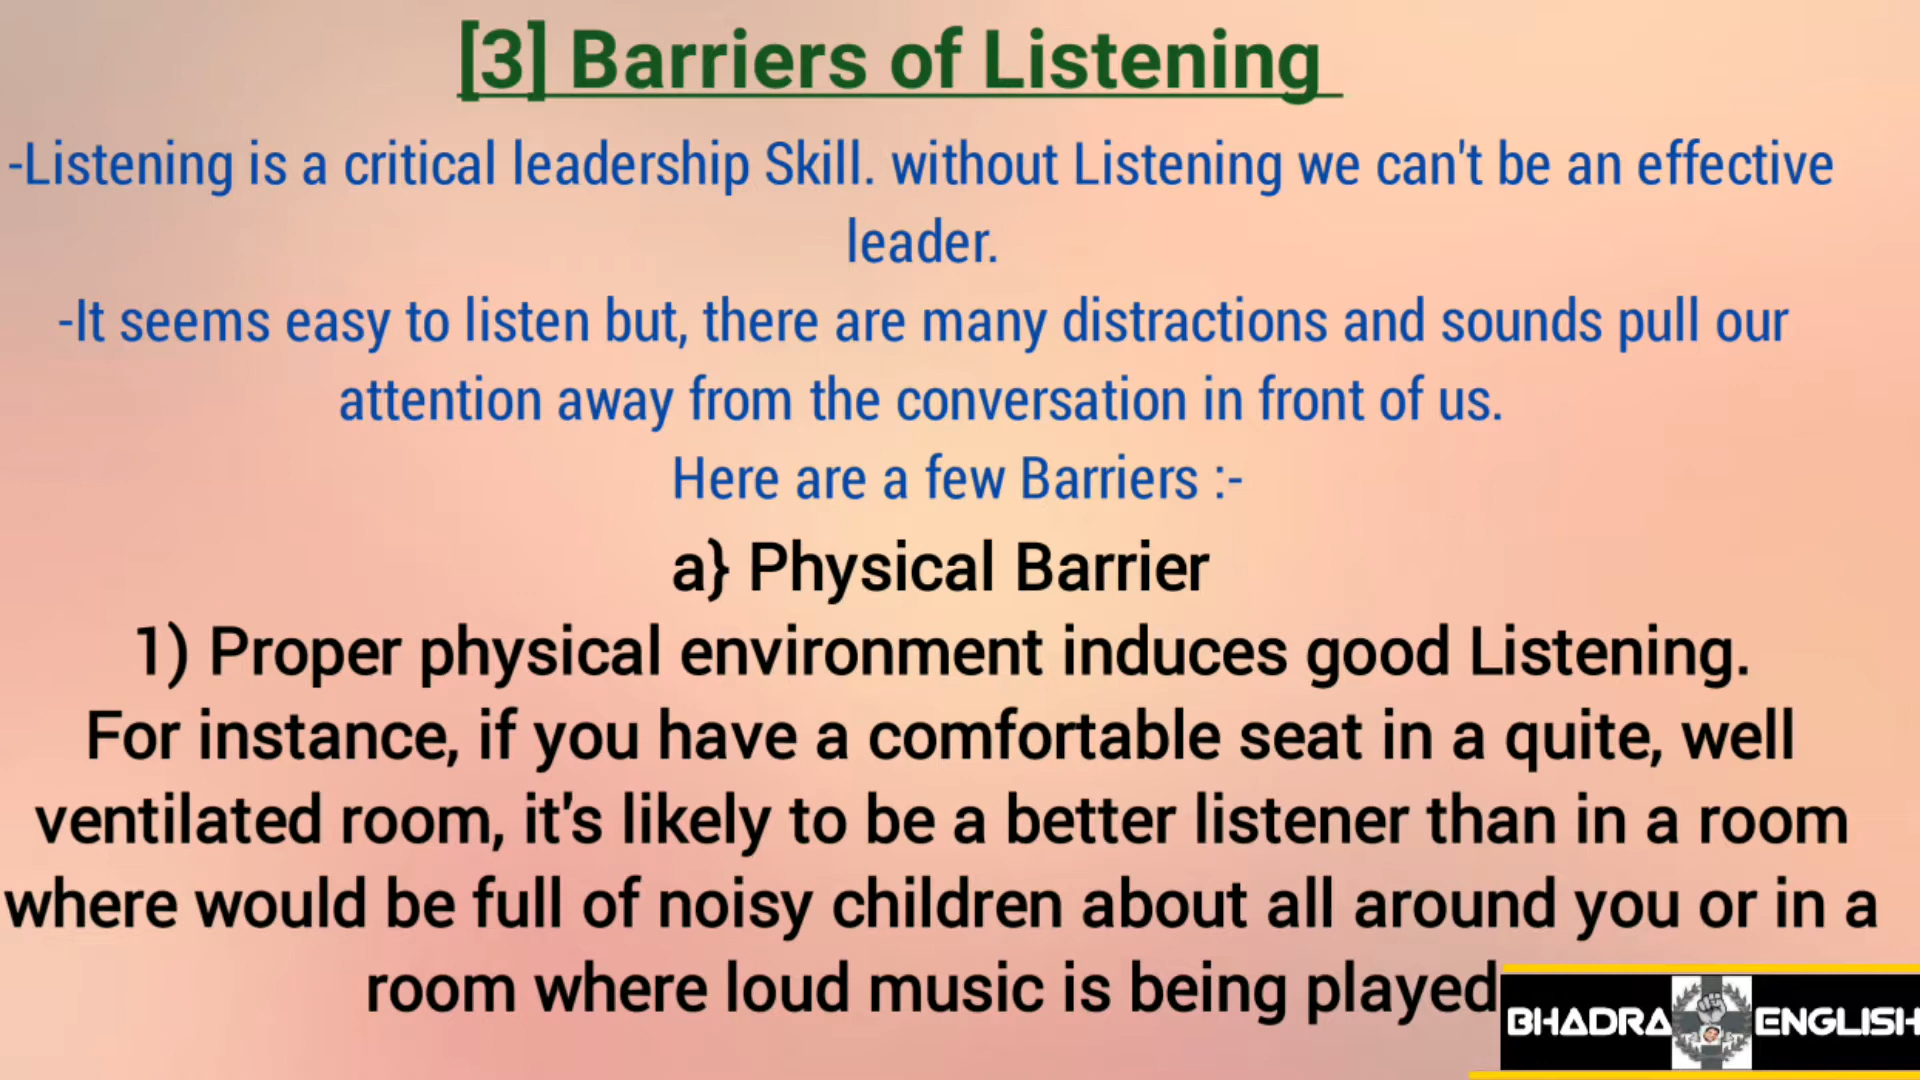 [3] Barriers of Listening
-Listening is a critical leadership Skill. without Listening we can't be an effective
leader.
-It seems easy to listen but, there are many distractions and sounds pull our
attention away from the conversation in front of us.
Here are a few Barriers :-
a} Physical Barrier
1) Proper physical environment induces good Listening.
For instance, if you have a comfortable seat in a quite, well
ventilated room, it's likely to be a better listener than in a room
where would be full of noisy children about all around you or in a
room where loud music is being played
BHADRA ENGLISH